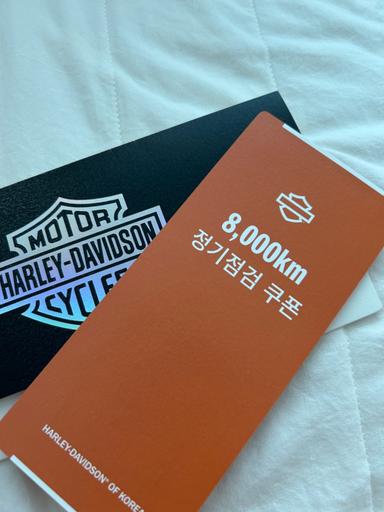 MOTOR
HARLEY-DAVIDSON
CYCLES
8,000km
정기점검 쿠폰
HARLEY-DAVIDSON® OF KOREA